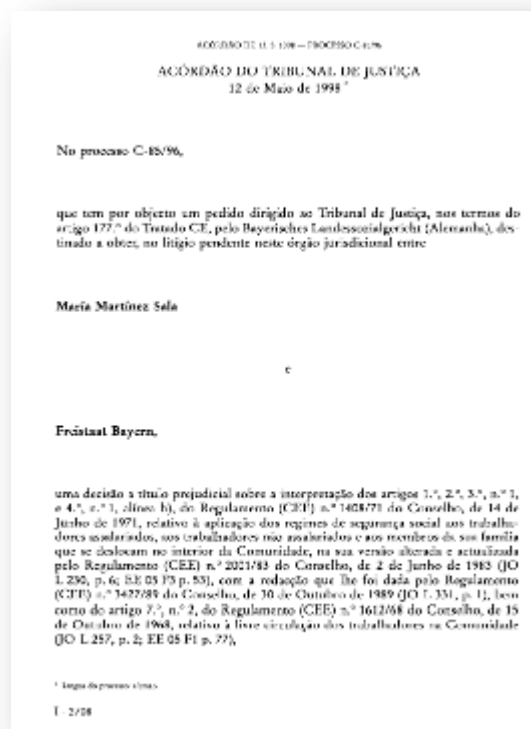 ACÓRDÃO DE 12. 5. 1998 — PROCESSO C-85/96
ACÓRDÃO DO TRIBUNAL DE JUSTIÇA
12 de Maio de 1998 *
No processo C-85/96,
que tem por objecto um pedido dirigido ao Tribunal de Justiça, nos termos do
artigo 177.° do Tratado CE, pelo Bayerisches Landessozialgericht (Alemanha), des-
tinado a obter, no litígio pendente neste órgão jurisdicional entre
María Martínez Sala
e
Freistaat Bayern,
uma decisão a título prejudicial sobre a interpretação dos artigos 1.°, 2.°, 3.°, n.° 1,
e 4.°, n.° 1, alínea h), do Regulamento (CEE) n.° 1408/71 do Conselho, de 14 de
Junho de 1971, relativo à aplicação dos regimes de segurança social aos trabalha-
dores assalariados, aos trabalhadores não assalariados e aos membros da sua família
que se deslocam no interior da Comunidade, na sua versão alterada e actualizada
pelo Regulamento (CEE) n.° 2001/83 do Conselho, de 2 de Junho de 1983 (JO
L 230, p. 6; EE 05 F3 p. 53), com a redacção que lhe foi dada pelo Regulamento
(CEE) n.° 3427/89 do Conselho, de 30 de Outubro de 1989 (JO L 331, p. 1), bem
como do artigo 7.°, n.° 2, do Regulamento (CEE) n.° 1612/68 do Conselho, de 15
de Outubro de 1968, relativo à livre circulação dos trabalhadores na Comunidade
(JO L 257, p. 2; EE 05 F1 p. 77),
* Língua do processo: alemão.
I - 2708